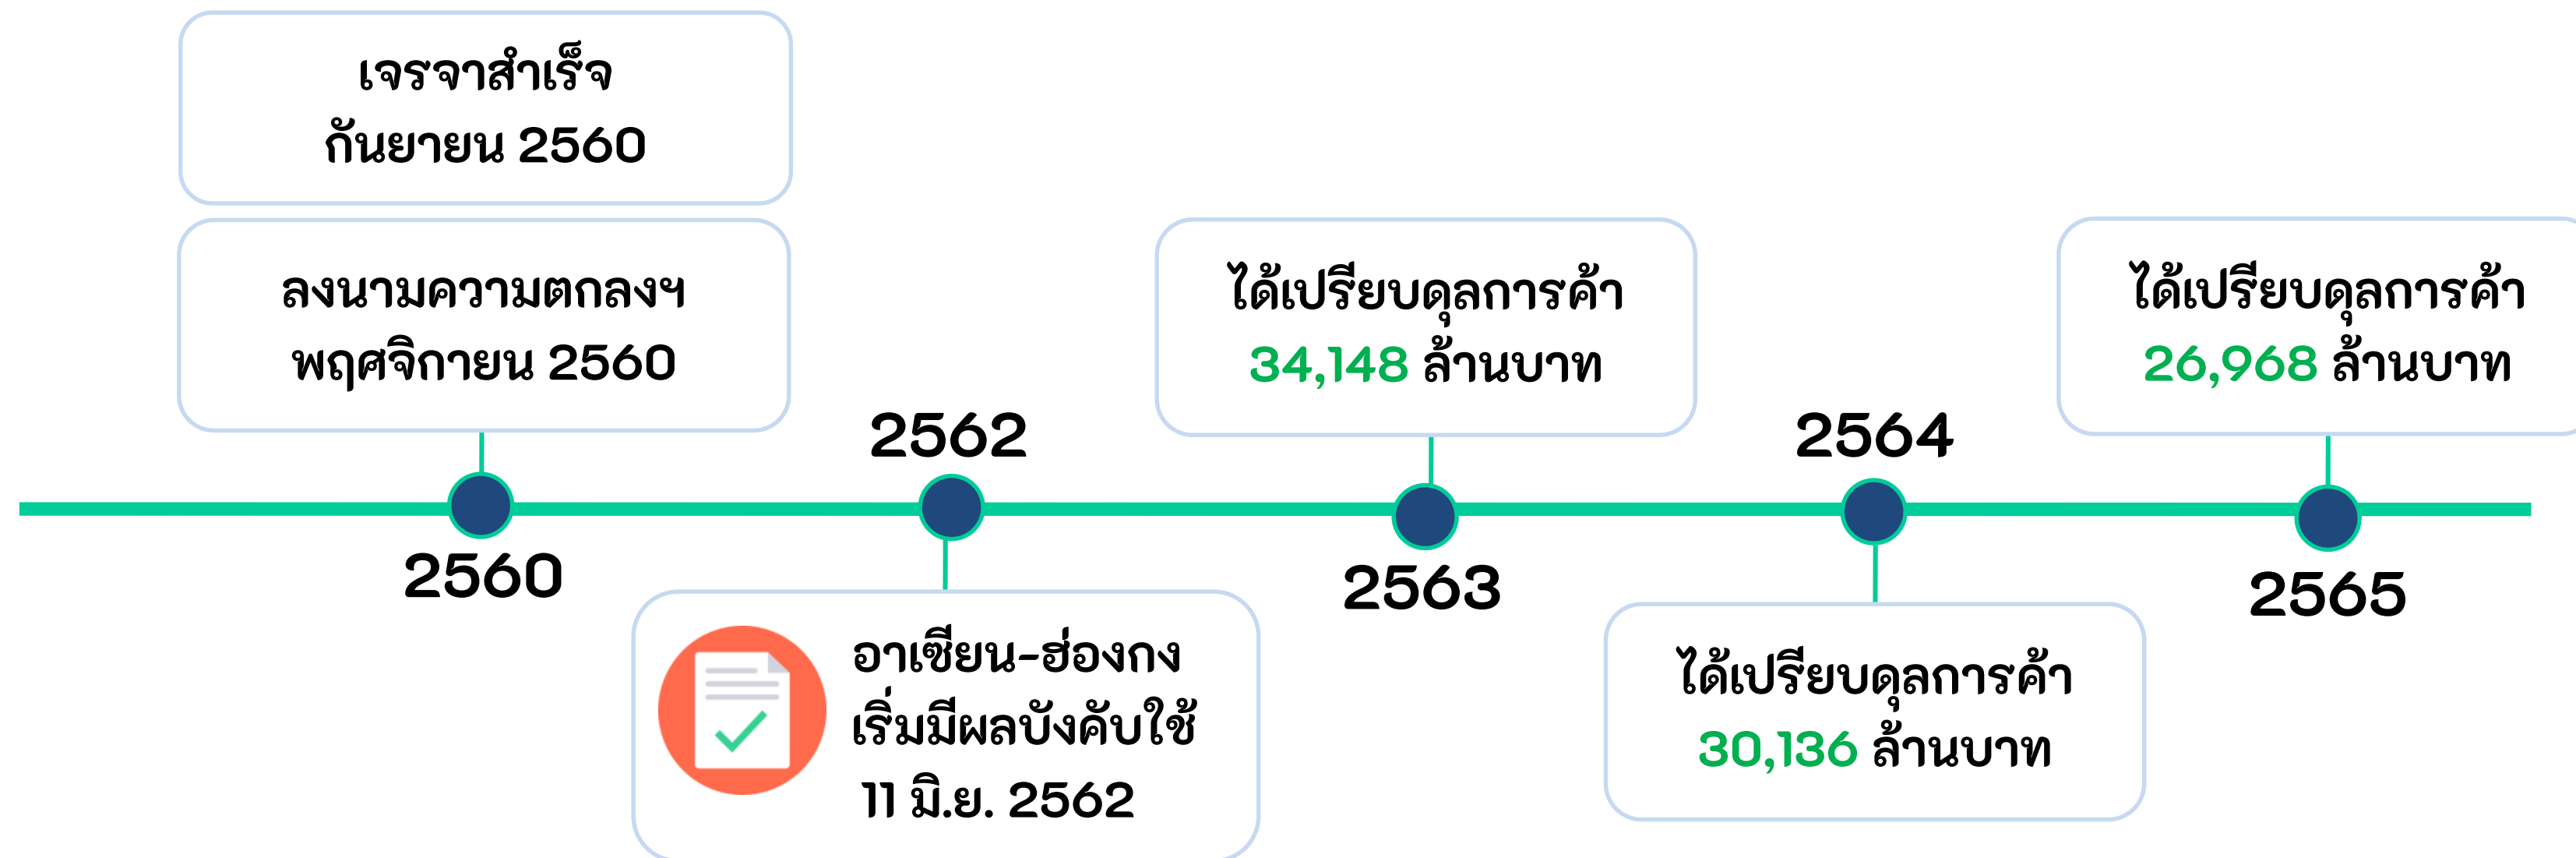 เจรจาสำเร็จ
กันยายน 2560
ลงนามความตกลงฯ
พฤศจิกายน 2560
2560
2562
อาเซียน-ฮ่องกง
เริ่มมีผลบังคับใช้
11 มิ.ย. 2562
ได้เปรียบดุลการค้า
34,148 ล้านบาท
2563
2564
ได้เปรียบดุลการค้า
30,136 ล้านบาท
ได้เปรียบดุลการค้า
26,968 ล้านบาท
2565